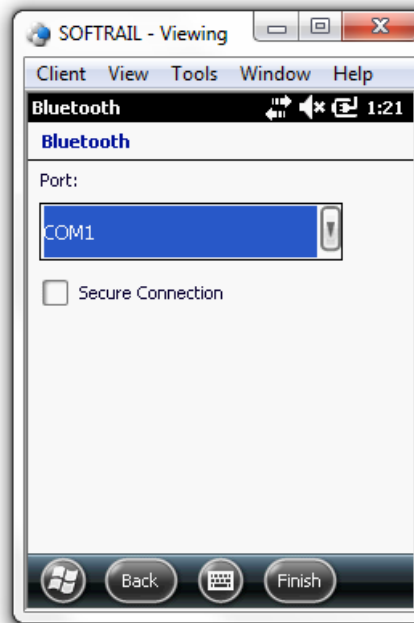 SOFTRAIL - Viewing
Client View Tools Window Help
Bluetooth 1:21
Bluetooth
Port:
COM1
Secure Connection
Back Finish